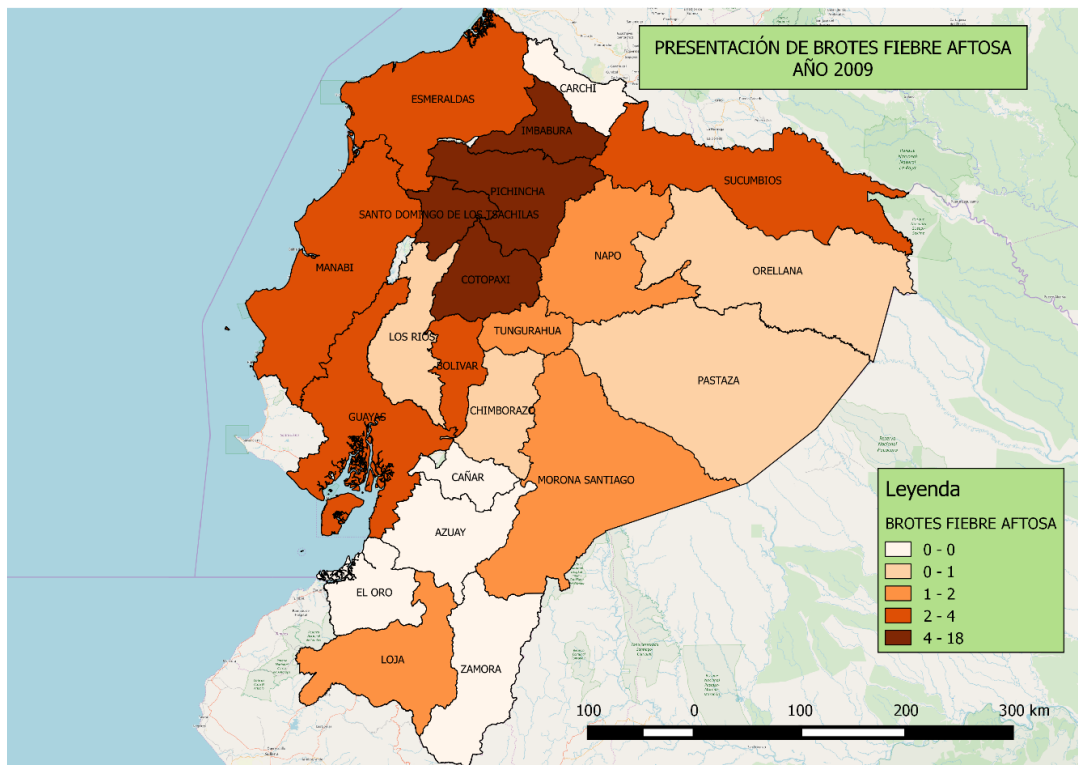 PRESENTACIÓN DE BROTES FIEBRE AFTOSA
AÑO 2009
CARCHI
ESMERALDAS
IMBABURA
SUCUMBIOS
PICHINCHA
SANTO DOMINGO DE LOS TSACHILAS
NAPO
MANABI
ORELLANA
COTOPAXI
TUNGURAHUA
LOS RIOS
BOLIVAR
PASTAZA
CHIMBORAZO
GUAYAS
CAÑAR
MORONA SANTIAGO
AZUAY
EL ORO
LOJA
ZAMORA
Leyenda
BROTES FIEBRE AFTOSA
0 - 0
0 - 1
1 - 2
2 - 4
4 - 18
100 0 100 200 300 km